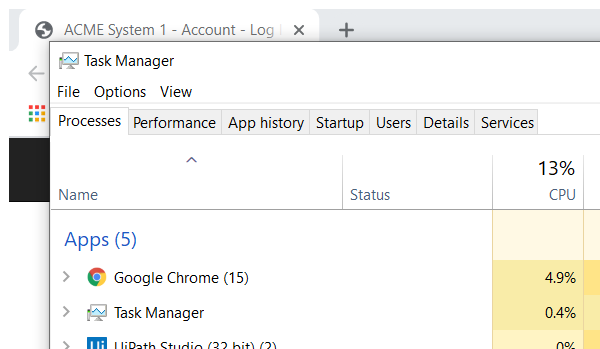 ACME System 1 - Account - Log
Task Manager
File Options View
Processes Performance App history Startup Users Details Services
13%
Name Status CPU
Apps (5)
Google Chrome (15) 4.9%
Task Manager 0.4%
Ui UiPath Studio (32 bit) (2) 0%